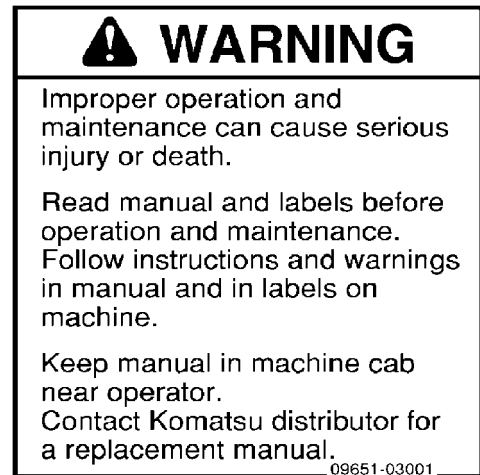 WARNING
Improper operation and
maintenance can cause serious
injury or death.
Read manual and labels before
operation and maintenance.
Follow instructions and warnings
in manual and in labels on
machine.
Keep manual in machine cab
near operator.
Contact Komatsu distributor for
a replacement manual.
09651-03001